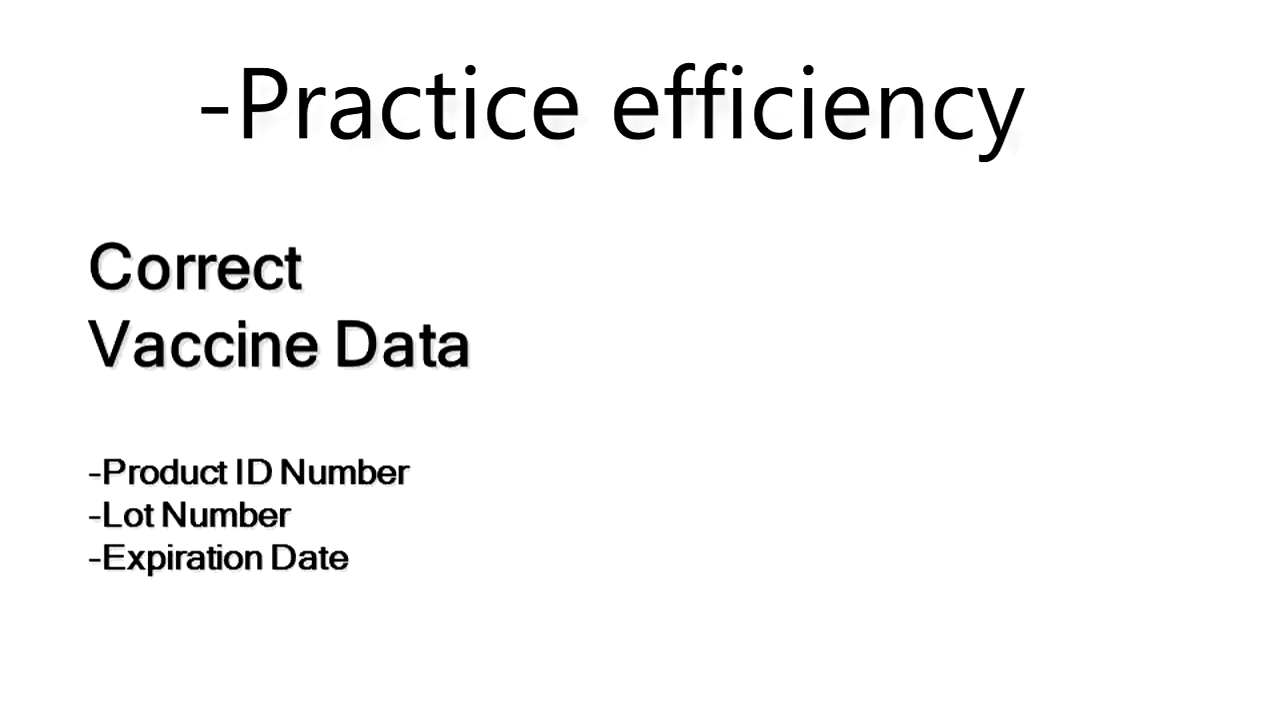 -Practice efficiency
Correct
Vaccine Data
-Product ID Number
-Lot Number
-Expiration Date